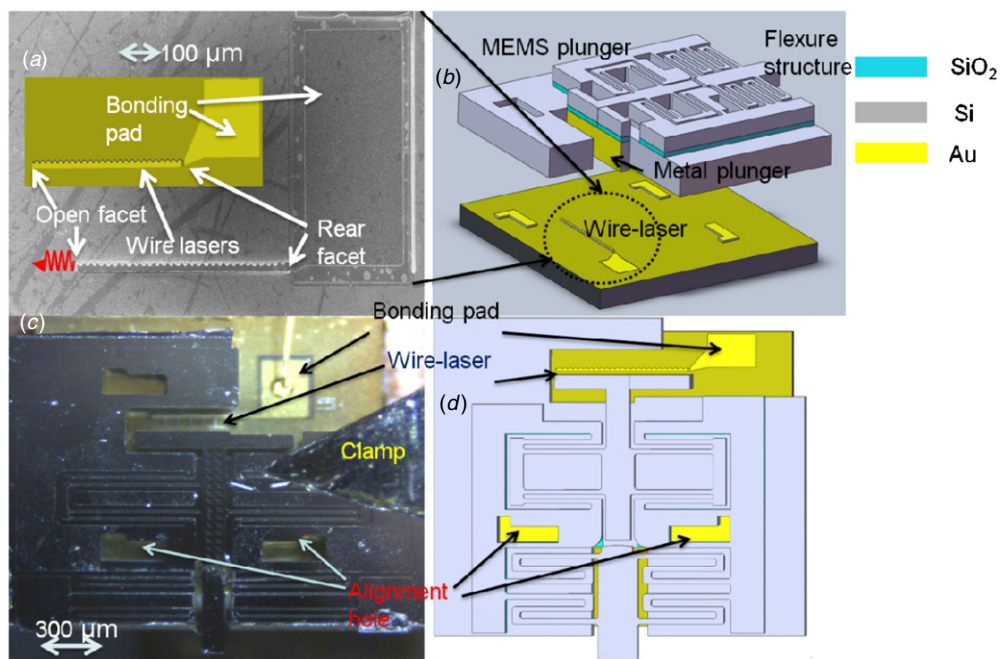 (a)
100 µm
Bonding
pad
Open facet
Wire lasers
Rear
facet
(b)
MEMS plunger
Flexure
structure
Metal plunger
Wire-laser
SiO2
Si
Au
(c)
Bonding pad
Wire-laser
Clamp
Alignment
hole
300 µm
(d)